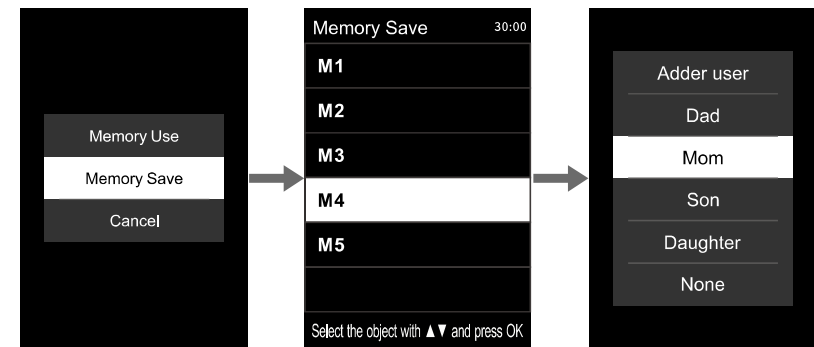 Memory Use
Memory Save
Cancel
Memory Save 30:00
M1
M2
M3
M4
M5
Select the object with ▲▼ and press OK
Adder user
Dad
Mom
Son
Daughter
None